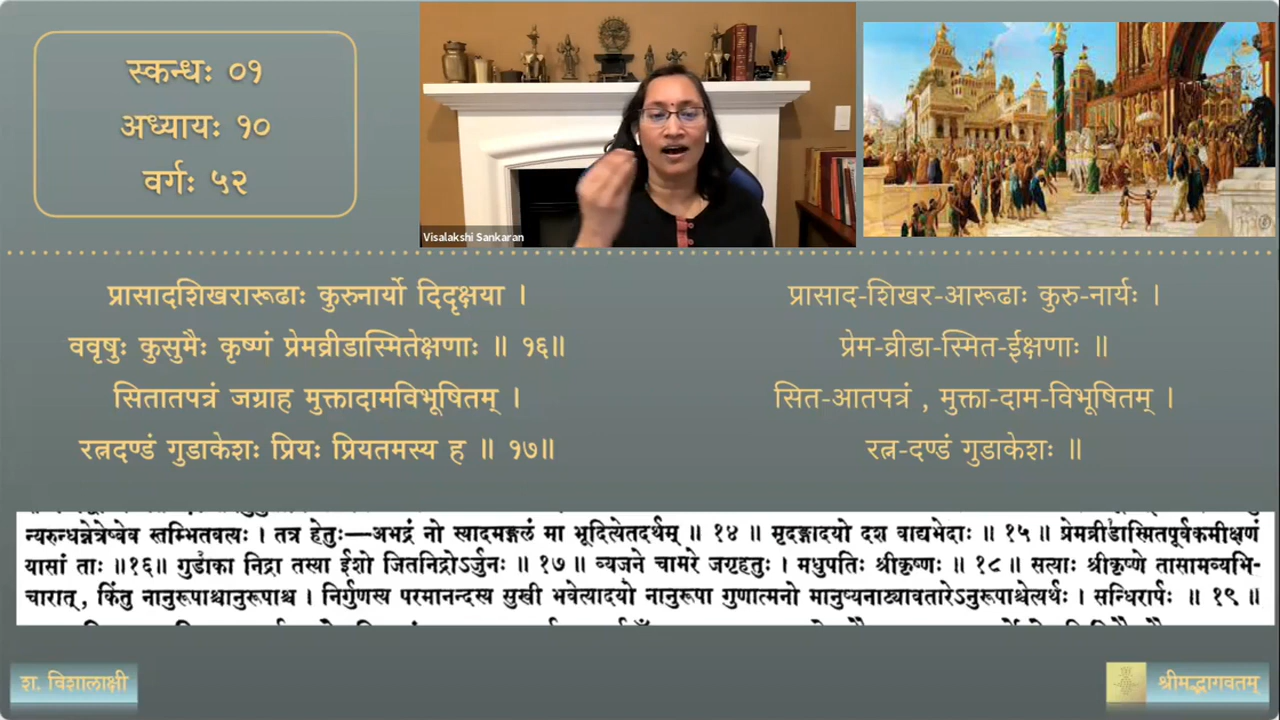 स्कन्धः ०१
अध्यायः १०
वर्गः ५२
Visalakshi Sankaran
प्रासादशिखरारूढाः कुरुनार्यो दिदृक्षया ।
ववृषुः कुसुमैः कृष्णं प्रेमव्रीडास्मितेक्षणाः ॥ १६॥
सितातपत्रं जग्राह मुक्तादामविभूषितम् ।
रत्नदण्डं गुडाकेशः प्रियः प्रियतमस्य ह ॥ १७॥
प्रासाद-शिखर-आरूढाः कुरु-नार्यः ।
प्रेम-व्रीडा-स्मित-ईक्षणाः ॥
सित-आतपत्रं , मुक्ता-दाम-विभूषितम् ।
रत्न-दण्डं गुडाकेशः ॥
न्यरुन्धन्नेत्रेष्वेव स्तम्भितवत्यः । तत्र हेतुः—अभद्रं नो स्यादमङ्गलं मा भूदित्येतदर्थम् ॥ १४ ॥ मृदङ्गादयो दश वाद्यभेदाः ॥ १५ ॥ प्रेमव्रीडास्मितपूर्वकमीक्षणं
यासां ताः ॥१६॥ गुडाका निद्रा तस्या ईशो जितनिद्रोऽर्जुनः ॥ १७ ॥ व्यजने चामरे जगृहतुः । मधुपतिः श्रीकृष्णः ॥ १८ ॥ सत्याः श्रीकृष्णे तासामव्यभि-
चारात्, किंतु नानुरूपाश्चानुरूपाश्च । निर्गुणस्य परमानन्दस्य सुखी भवेत्यादयो नानुरूपा गुणात्मनो मानुष्यनाट्यावतारेऽनुरूपाश्चेत्यर्थः । सन्धिरार्षः ॥ १९ ॥
श. विशालाक्षी
श्रीमद्भागवतम्